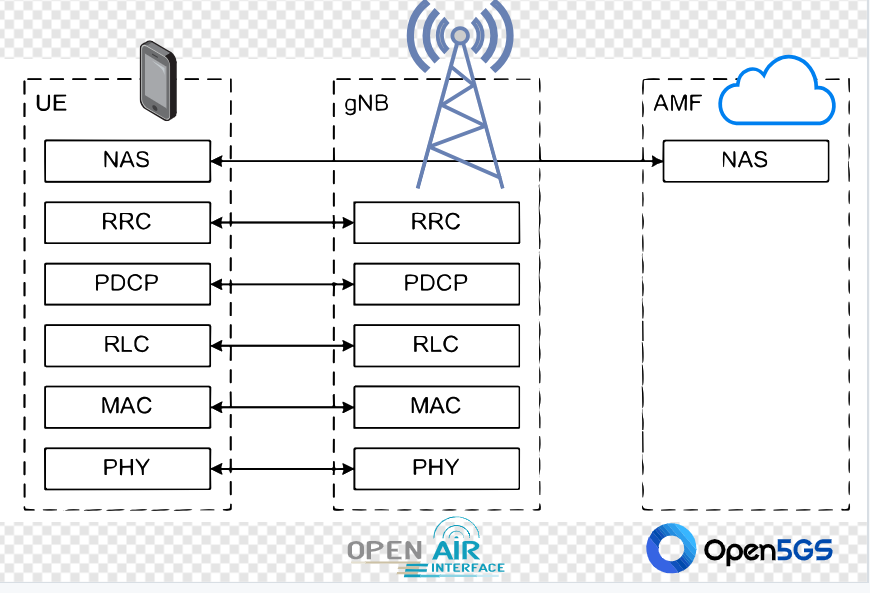 UE
gNB
AMF
NAS
NAS
RRC
RRC
PDCP
PDCP
RLC
RLC
MAC
MAC
PHY
PHY
OPEN AIR
INTERFACE
Open5GS